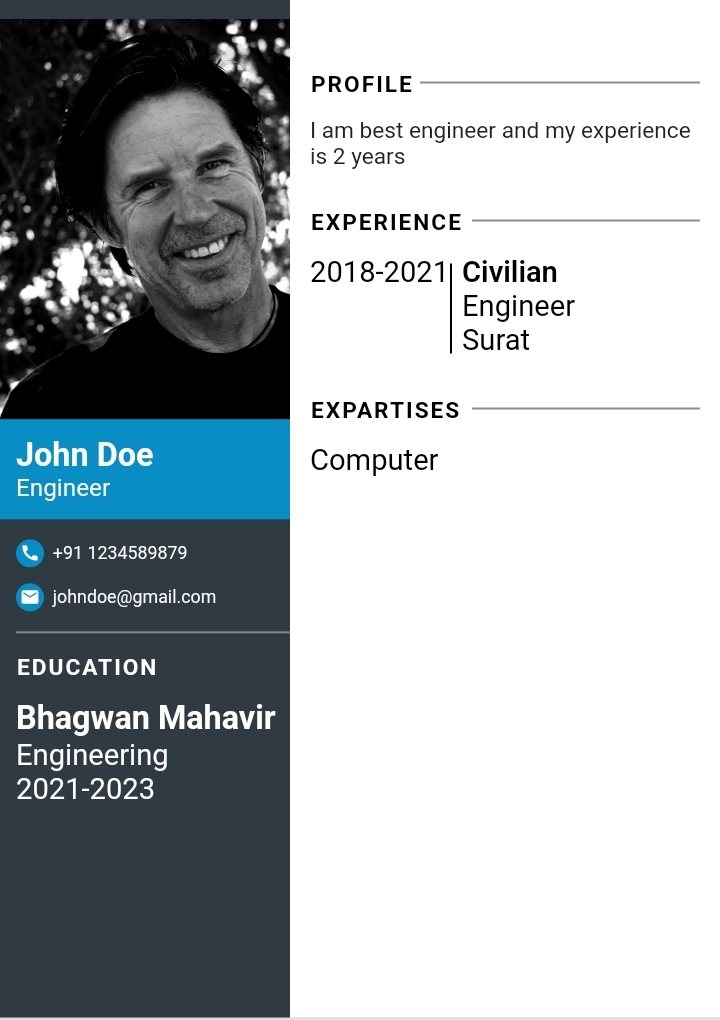 John Doe
Engineer
+91 1234589879
johndoe@gmail.com
EDUCATION
Bhagwan Mahavir
Engineering
2021-2023
PROFILE
I am best engineer and my experience
is 2 years
EXPERIENCE
2018-2021 Civilian
Engineer
Surat
EXPARTISES
Computer